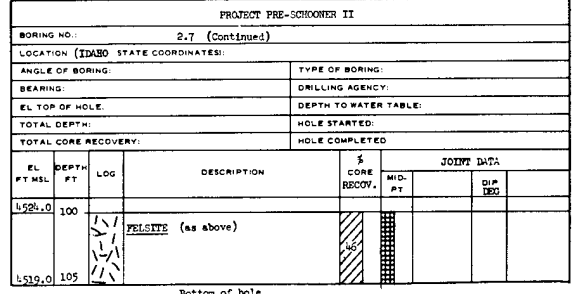 PROJECT PRE-SCHOONER II
BORING NO.: 2.7 (Continued)
LOCATION (IDAHO STATE COORDINATES):
ANGLE OF BORING: TYPE OF BORING:
BEARING: DRILLING AGENCY:
EL TOP OF HOLE. DEPTH TO WATER TABLE:
TOTAL DEPTH: HOLE STARTED:
TOTAL CORE RECOVERY: HOLE COMPLETED
EL FT MSL DEPTH FT LOG DESCRIPTION % CORE RECOV. JOINT DATA
MID-PT DIP DEG
4524.0 100
FELSITE (as above)
46
4519.0 105
Bottom of hole